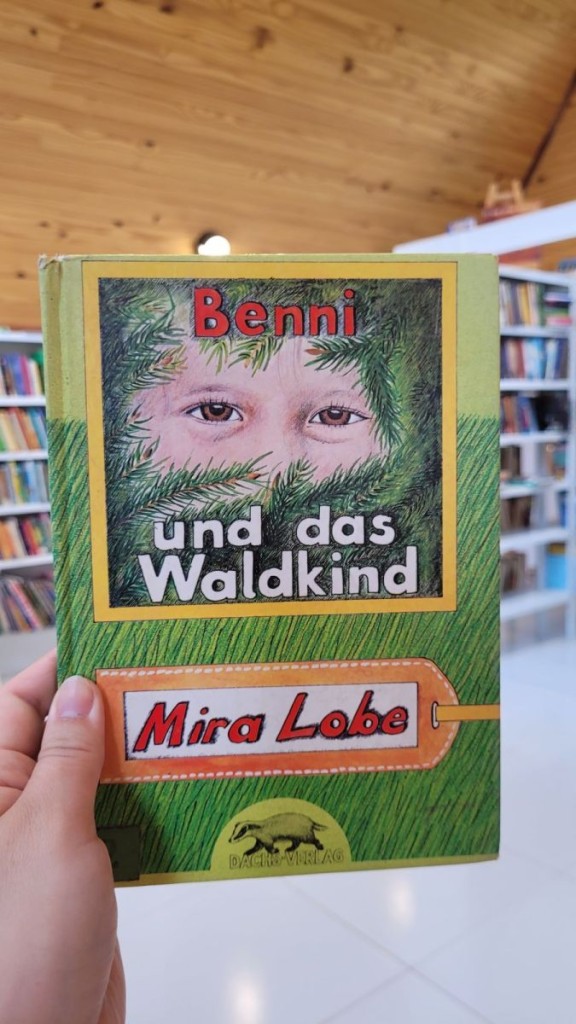 Benni
und das
Waldkind
Mira Lobe
DACHS-VERLAG